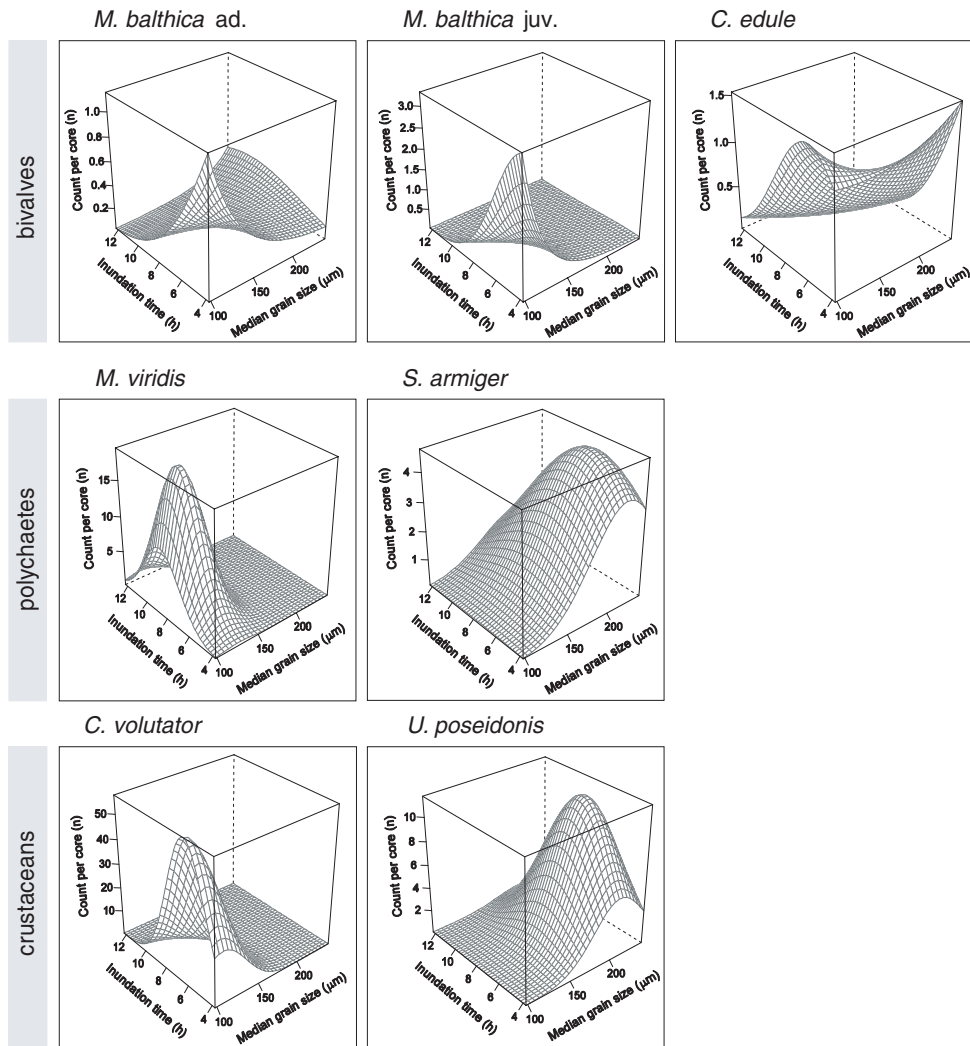 M. balthica ad.
M. balthica juv.
C. edule
bivalves
Count per core (n)
1.0
0.8
0.6
0.4
0.2
12
10
8
6
4
Inundation time (h)
100
150
200
Median grain size (µm)
Count per core (n)
3.0
2.5
2.0
1.5
1.0
0.5
12
10
8
6
4
Inundation time (h)
100
150
200
Median grain size (µm)
Count per core (n)
1.5
1.0
0.5
12
10
8
6
4
Inundation time (h)
100
150
200
Median grain size (µm)
M. viridis
S. armiger
polychaetes
Count per core (n)
15
10
5
12
10
8
6
4
Inundation time (h)
100
150
200
Median grain size (µm)
Count per core (n)
4
3
2
1
12
10
8
6
4
Inundation time (h)
100
150
200
Median grain size (µm)
C. volutator
U. poseidonis
crustaceans
Count per core (n)
50
40
30
20
10
12
10
8
6
4
Inundation time (h)
100
150
200
Median grain size (µm)
Count per core (n)
10
8
6
4
2
12
10
8
6
4
Inundation time (h)
100
150
200
Median grain size (µm)